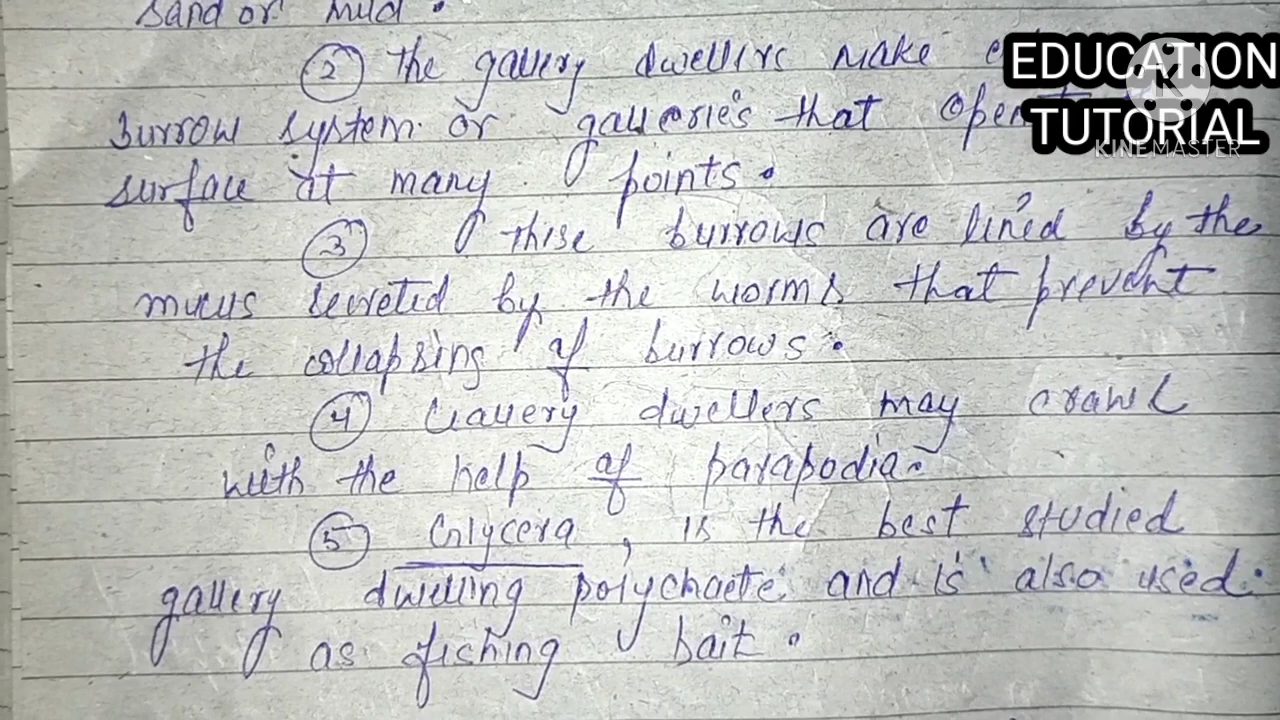 sand or mud.
② the gallery dwellers make
Burrow system or galleries that open
surface at many points.
③ these burrows are lined by the
mucus secreted by the worms that prevent
the collapsing of burrows.
④ Gallery dwellers may crawl
with the help of parapodia.
⑤ Glycera, is the best studied
gallery dwelling polychaete and is also used
as fishing bait.
EDUCATION
TUTORIAL
K
KINEMASTER